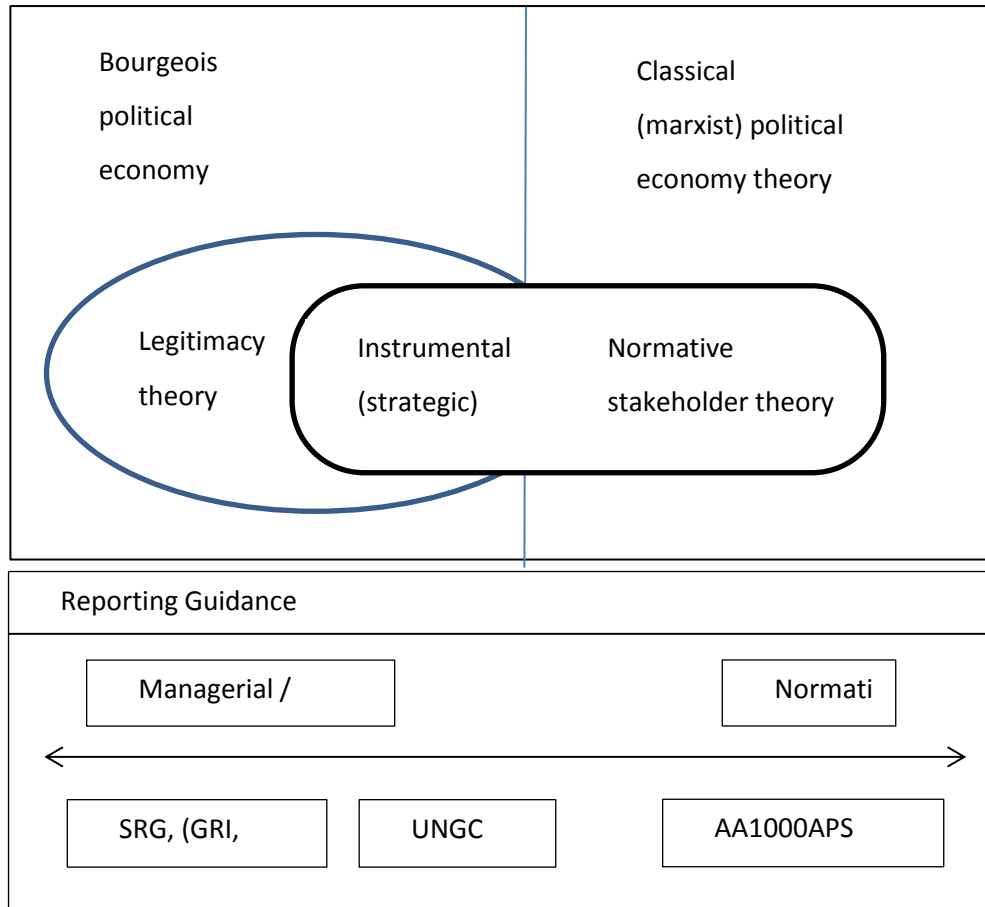 Bourgeois
political
economy
Classical
(marxist) political
economy theory
Legitimacy
theory
Instrumental
(strategic)
Normative
stakeholder theory
Reporting Guidance
Managerial /
Normati
SRG, (GRI,
UNGC
AA1000APS